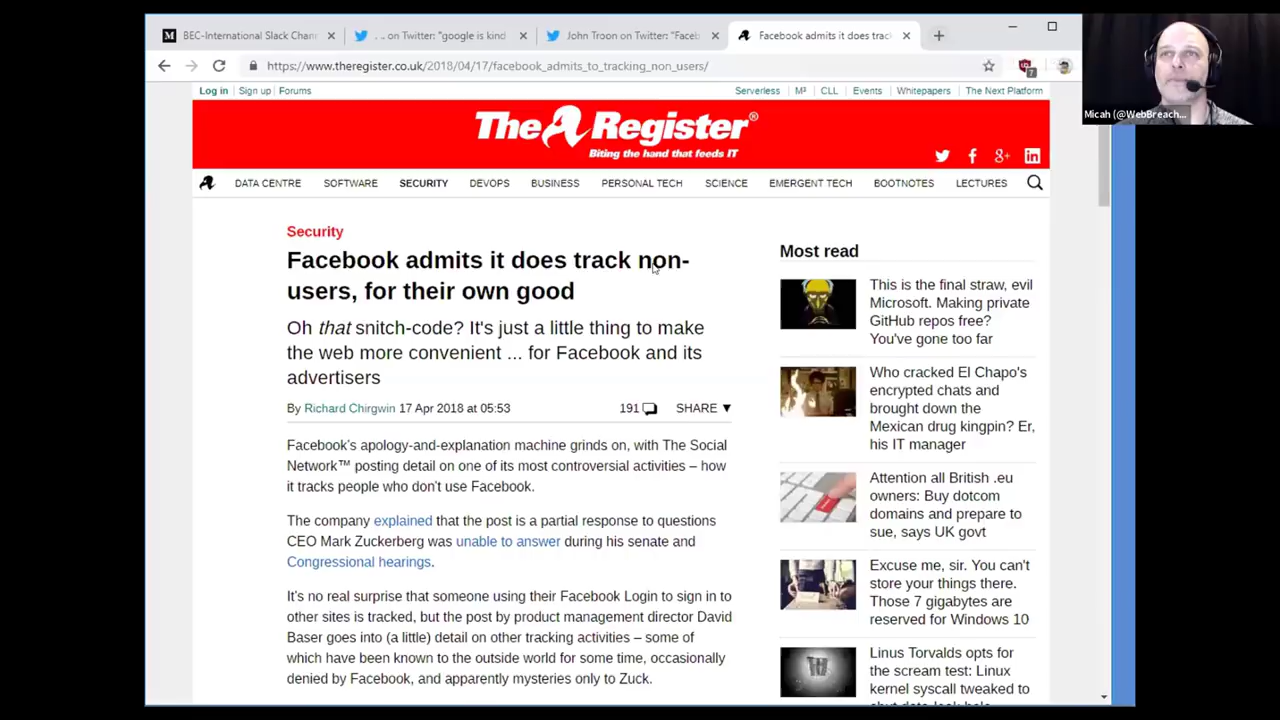 BEC-International Slack Chann
... on Twitter: "google is kind
John Troon on Twitter: "Faceb
Facebook admits it does track
https://www.theregister.co.uk/2018/04/17/facebook_admits_to_tracking_non_users/
7
Micah (@WebBreach...
Log in | Sign up | Forums
Serverless | M³ | CLL | Events | Whitepapers | The Next Platform
The Register®
Biting the hand that feeds IT
DATA CENTRE SOFTWARE SECURITY DEVOPS BUSINESS PERSONAL TECH SCIENCE EMERGENT TECH BOOTNOTES LECTURES
Security
Facebook admits it does track non-
users, for their own good
Oh that snitch-code? It's just a little thing to make
the web more convenient ... for Facebook and its
advertisers
By Richard Chirgwin 17 Apr 2018 at 05:53
191 SHARE ▼
Facebook's apology-and-explanation machine grinds on, with The Social
Network™ posting detail on one of its most controversial activities – how
it tracks people who don't use Facebook.
The company explained that the post is a partial response to questions
CEO Mark Zuckerberg was unable to answer during his senate and
Congressional hearings.
It's no real surprise that someone using their Facebook Login to sign in to
other sites is tracked, but the post by product management director David
Baser goes into (a little) detail on other tracking activities – some of
which have been known to the outside world for some time, occasionally
denied by Facebook, and apparently mysteries only to Zuck.
Most read
This is the final straw, evil
Microsoft. Making private
GitHub repos free?
You've gone too far
Who cracked El Chapo's
encrypted chats and
brought down the
Mexican drug kingpin? Er,
his IT manager
Attention all British .eu
owners: Buy dotcom
domains and prepare to
sue, says UK govt
Excuse me, sir. You can't
store your things there.
Those 7 gigabytes are
reserved for Windows 10
Linus Torvalds opts for
the scream test: Linux
kernel syscall tweaked to